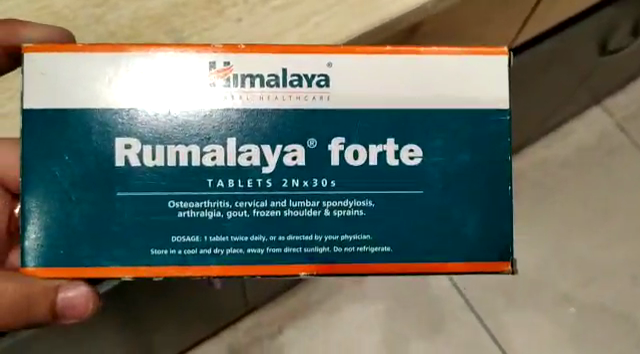 Himalaya®
HERBAL HEALTHCARE
Rumalaya® forte
TABLETS 2Nx30s
Osteoarthritis, cervical and lumbar spondylosis,
arthralgia, gout, frozen shoulder & sprains.
DOSAGE: 1 tablet twice daily, or as directed by your physician.
Store in a cool and dry place, away from direct sunlight. Do not refrigerate.